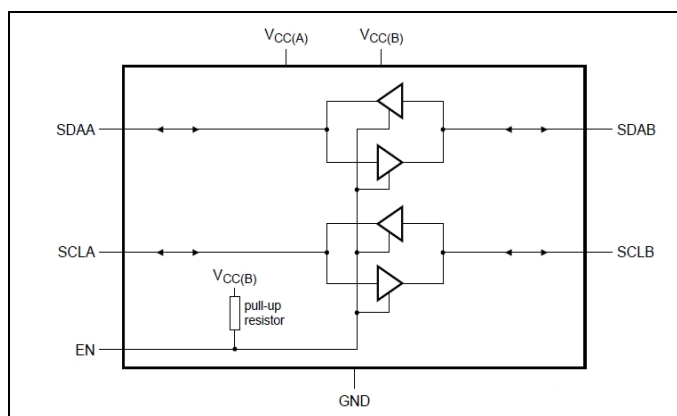 VCC(A) VCC(B)
SDAA SDAB
SCLA SCLB
VCC(B)
pull-up
resistor
EN
GND